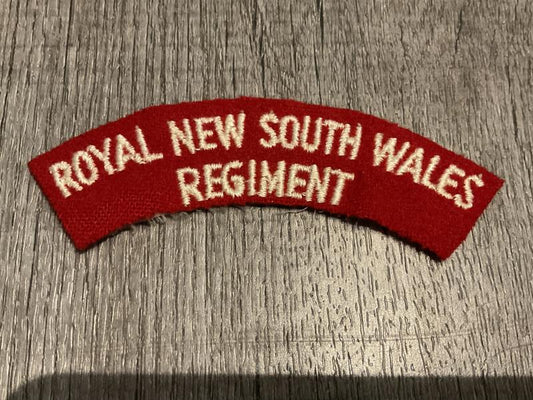 ROYAL NEW SOUTH WALES
REGIMENT